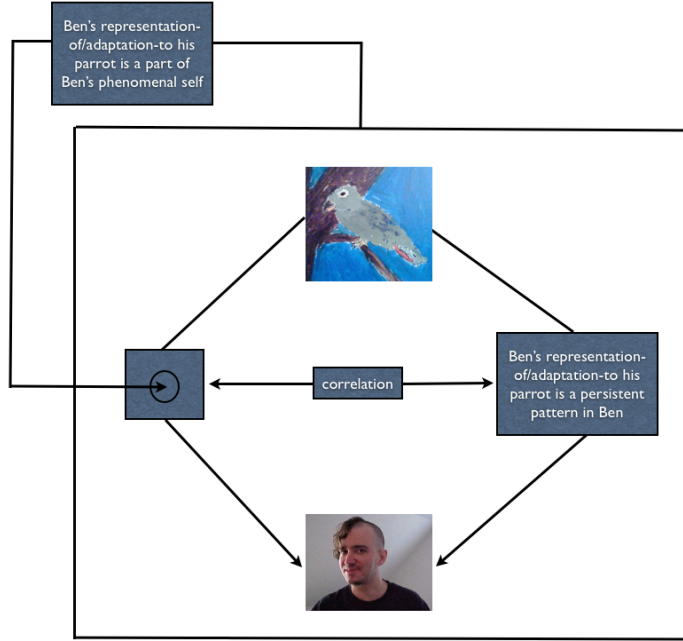 Ben's representation-
of/adaptation-to his
parrot is a part of
Ben's phenomenal self
Ben's representation-
of/adaptation-to his
parrot is a persistent
pattern in Ben
correlation